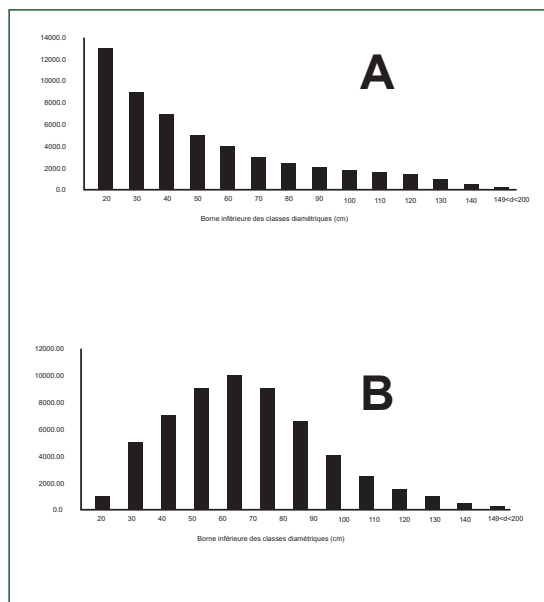 14000.0
12000.0
10000.0
8000.0
6000.0
4000.0
2000.0
0.0
A
20 30 40 50 60 70 80 90 100 110 120 130 140 149<d<200
Borne inférieure des classes diamétriques (cm)
12000.00
10000.00
8000.00
6000.00
4000.00
2000.00
0.0
B
20 30 40 50 60 70 80 90 100 110 120 130 140 149<d<200
Borne inférieure des classes diamétriques (cm)